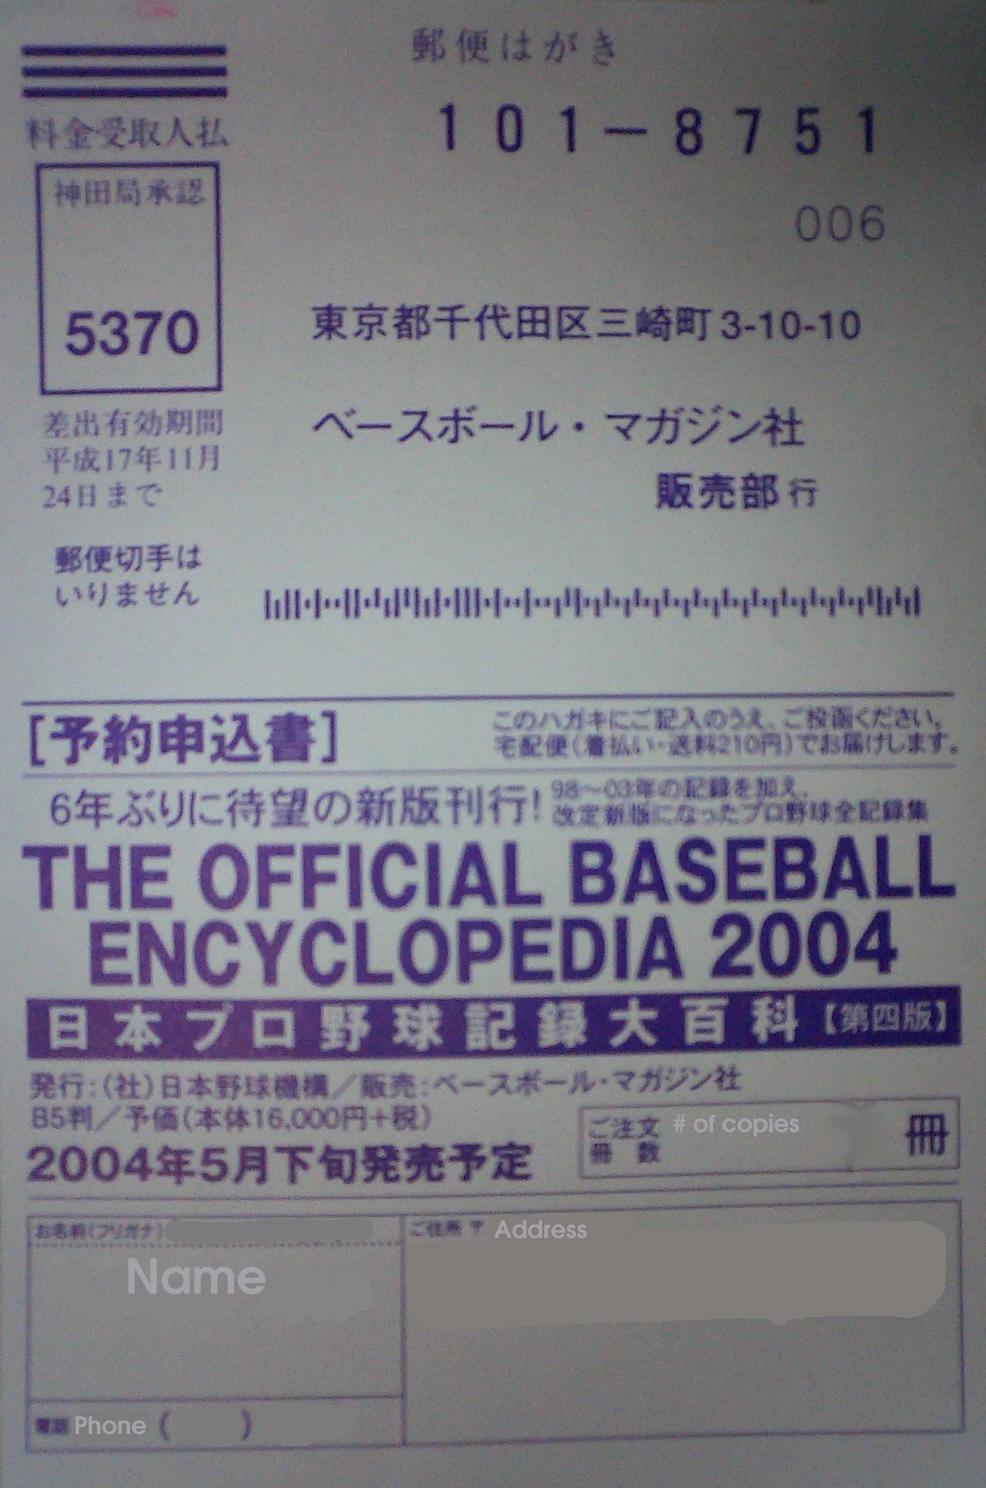 郵便はがき
101-8751
006
料金受取人払
神田局承認
5370
差出有効期間
平成17年11月
24日まで
郵便切手は
いりません
東京都千代田区三崎町3-10-10
ベースボール・マガジン社
販売部行
[予約申込書]
このハガキにご記入のうえ、ご投函ください。
宅配便(着払い・送料210円)でお届けします。
6年ぶりに待望の新版刊行!
98〜03年の記録を加え、
改定新版になったプロ野球全記録集
THE OFFICIAL BASEBALL
ENCYCLOPEDIA 2004
日本プロ野球記録大百科【第四版】
発行:(社)日本野球機構/販売:ベースボール・マガジン社
B5判/予価(本体16,000円+税)
2004年5月下旬発売予定
ご注文
冊 数
# of copies
冊
お名前(フリガナ)
Name
ご住所 〒 Address
電話 Phone ( )